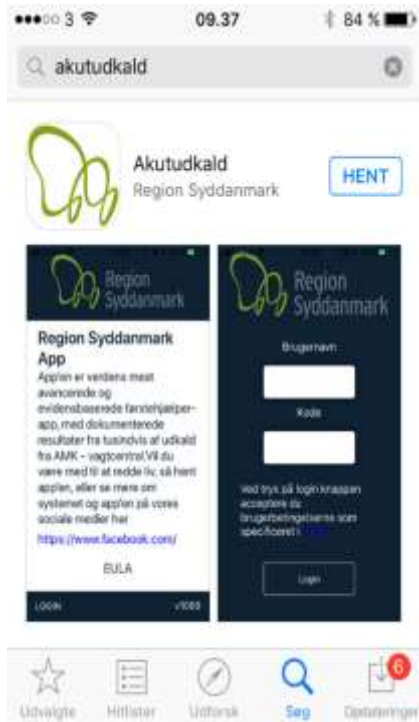 3 09.37 84 %
akutudkald
Akutudkald
Region Syddanmark
HENT
Region
Syddanmark
Region Syddanmark
App
App'en er verdens mest
avancerede og
evidensbaserede førstehjælper-
app, med dokumenterede
resultater fra tusindvis af udkald
fra AMK - vagtcentral.Vil du
være med til at redde liv, så hent
app'en, eller se mere om
systemet og app'en på vores
sociale medier her
https://www.facebook.com/
EULA
LOGIN v1089
Region
Syddanmark
Brugernavn
Kode
Ved tryk på login knappen
acceptere du
brugerbetingelserne som
specificeret i
Login
6
Udvalgte Hitlister Udforsk Søg Opdateringer